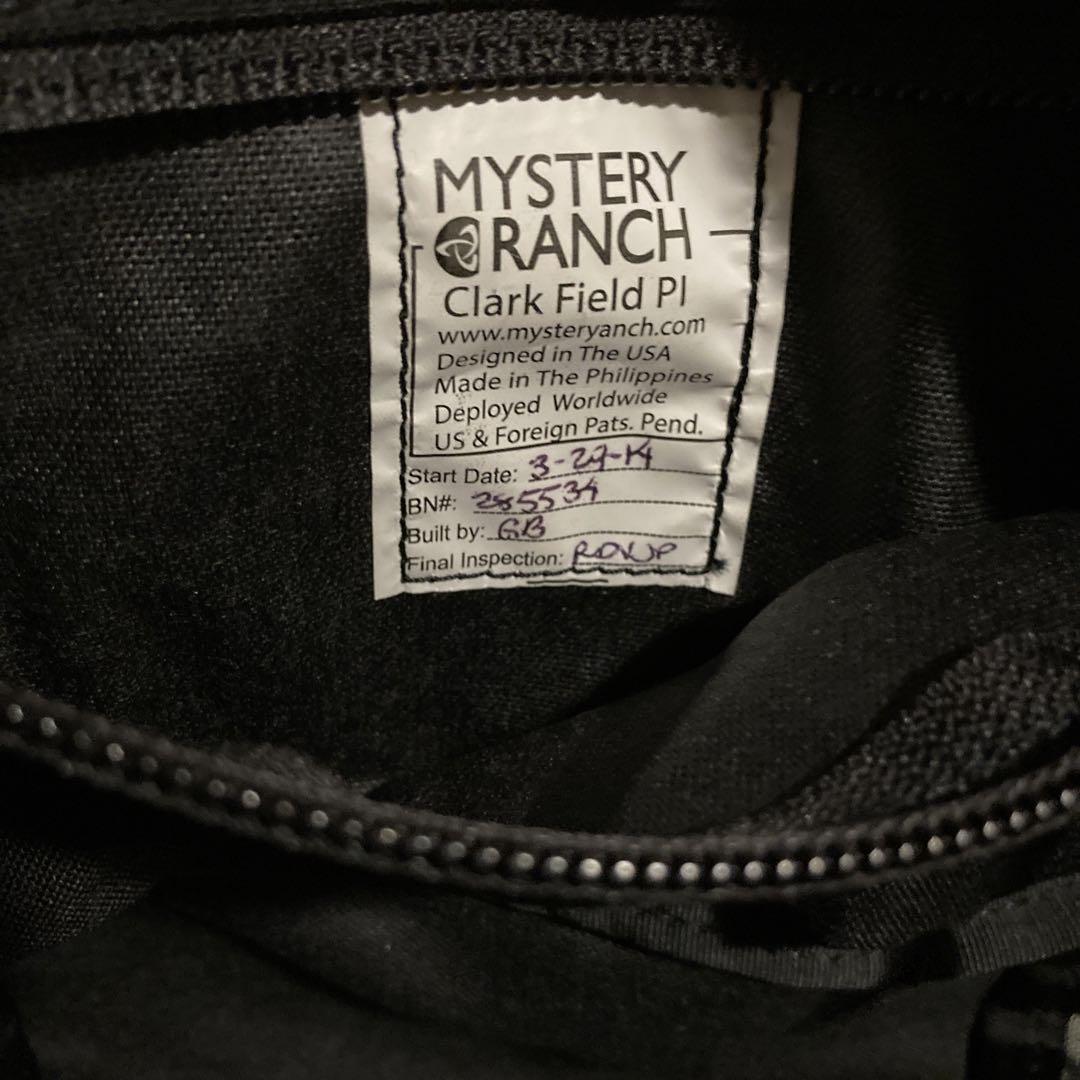 MYSTERY
RANCH
Clark Field PI
www.mysteryanch.com
Designed in The USA
Made in The Philippines
Deployed Worldwide
US & Foreign Pats. Pend.
Start Date: 3-27-14
BN#: 285534
Built by: GB
Final Inspection: